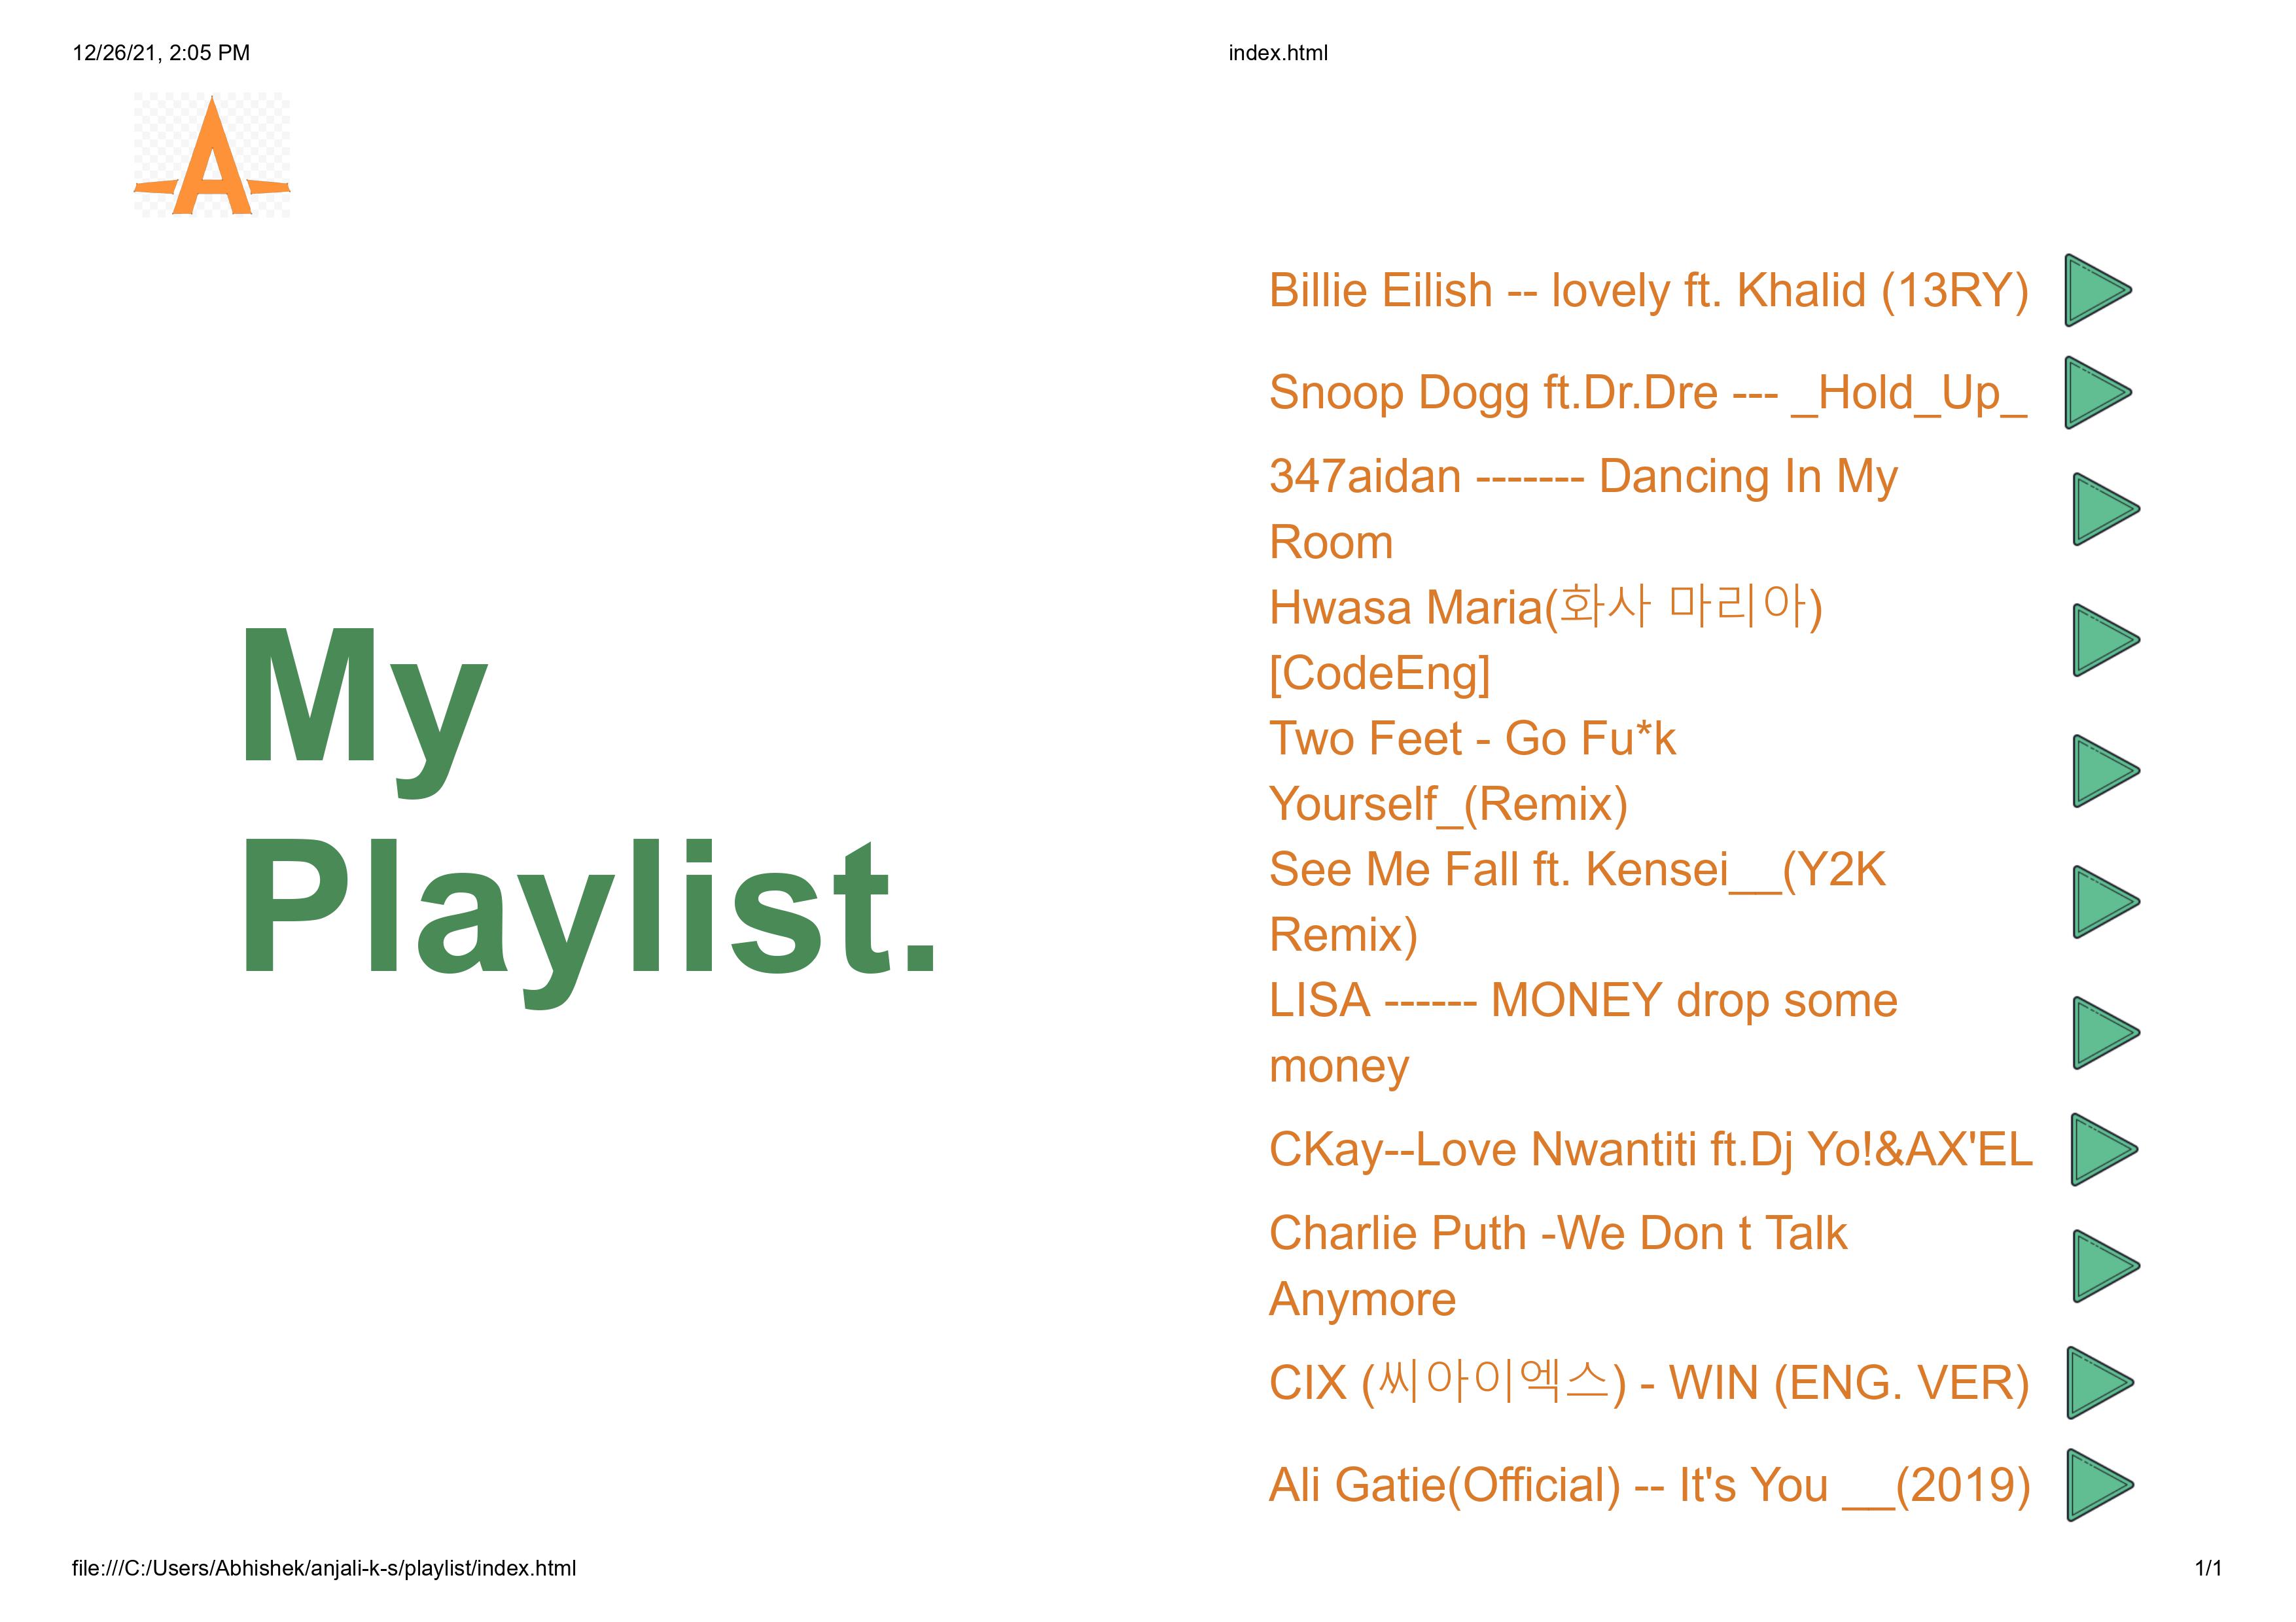 12/26/21, 2:05 PM
index.html
A
My
Playlist.
Billie Eilish -- lovely ft. Khalid (13RY)
Snoop Dogg ft.Dr.Dre --- _Hold_Up_
347aidan ------- Dancing In My
Room
Hwasa Maria(화사 마리아)
[CodeEng]
Two Feet - Go Fu*k
Yourself_(Remix)
See Me Fall ft. Kensei__(Y2K
Remix)
LISA ------ MONEY drop some
money
CKay--Love Nwantiti ft.Dj Yo!&AX'EL
Charlie Puth -We Don t Talk
Anymore
CIX (씨아이엑스) - WIN (ENG. VER)
Ali Gatie(Official) -- It's You __(2019)
file:///C:/Users/Abhishek/anjali-k-s/playlist/index.html
1/1